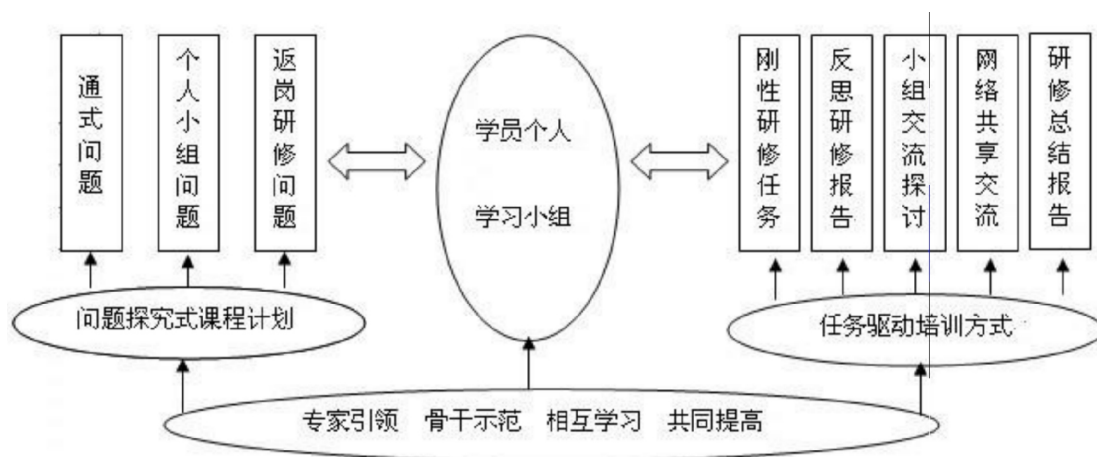 通式问题
个人小组问题
返岗研修问题
学员个人
学习小组
刚性研修任务
反思研修报告
小组交流探讨
网络共享交流
研修总结报告
问题探究式课程计划
任务驱动培训方式
专家引领 骨干示范 相互学习 共同提高